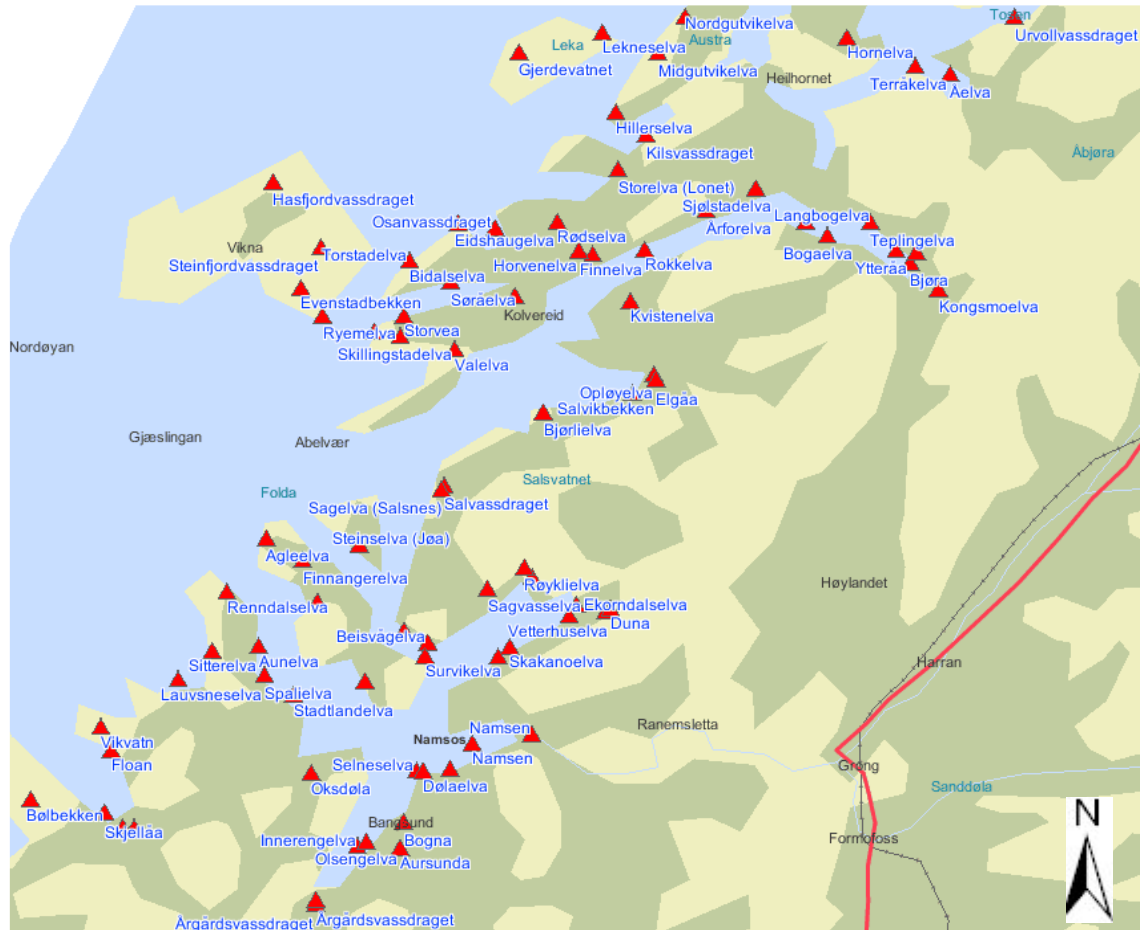 Nordgutvikelva
Tosen
Urvollvassdraget
Lekneselva
Leka
Austra
Hornelva
Gjerdevatnet
Midgutvikelva
Heilhornet
Terråkelva
Åelva
Hillerselva
Kilsvassdraget
Åbjøra
Storelva (Lonet)
Hasfjordvassdraget
Sjølstadelva
Osanvassdraget
Langbogelva
Årforelva
Eidshaugelva
Rødselva
Teplingelva
Vikna
Torstadelva
Bogaelva
Steinfjordvassdraget
Horvenelva
Finnelva
Rokkelva
Ytteråa
Bidalselva
Bjøra
Evenstadbekken
Søråelva
Kongsmoelva
Kolvereid
Kvistenelva
Ryemelva
Storvea
Nordøyan
Skillingstadelva
Valelva
Opløyelva
Elgåa
Salvikbekken
Bjørlielva
Gjæslingan
Abelvær
Salsvatnet
Folda
Sagelva (Salsnes)
Salvassdraget
Steinselva (Jøa)
Agleelva
Finnangerelva
Røyklielva
Høylandet
Renndalselva
Sagvasselva
Ekorndalselva
Duna
Beisvågelva
Vetterhuselva
Sitterelva
Aunelva
Survikelva
Skakanoelva
Harran
Lauvsneselva
Spalielva
Stadtlandelva
Namsen
Ranemsletta
Vikvatn
Namsos
Floan
Namsen
Selneselva
Grong
Oksdøla
Dølaelva
Sanddøla
Bølbekken
N
Skjellåa
Bangsund
Innerengelva
Bogna
Formofoss
Olsengelva
Aursunda
Årgårdsvassdraget
Årgårdsvassdraget